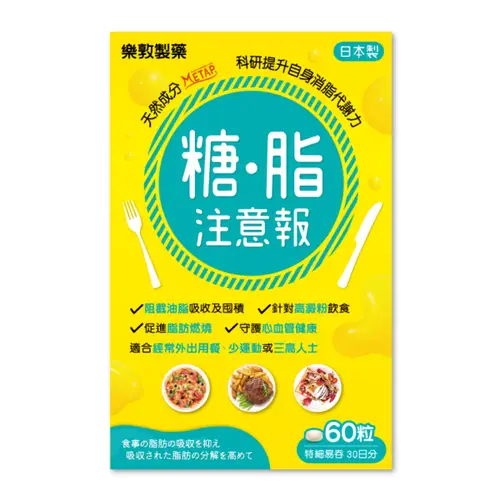 樂敦製藥
日本製
天然成分 METAP 科研提升自身消脂代謝力
糖・脂
注意報
✓阻截油脂吸收及囤積 ✓針對高澱粉飲食
✓促進脂肪燃燒 ✓守護心血管健康
適合經常外出用餐、少運動或三高人士
60粒
特細易吞 30日分
食事の脂肪の吸収を抑え
吸収された脂肪の分解を高めて